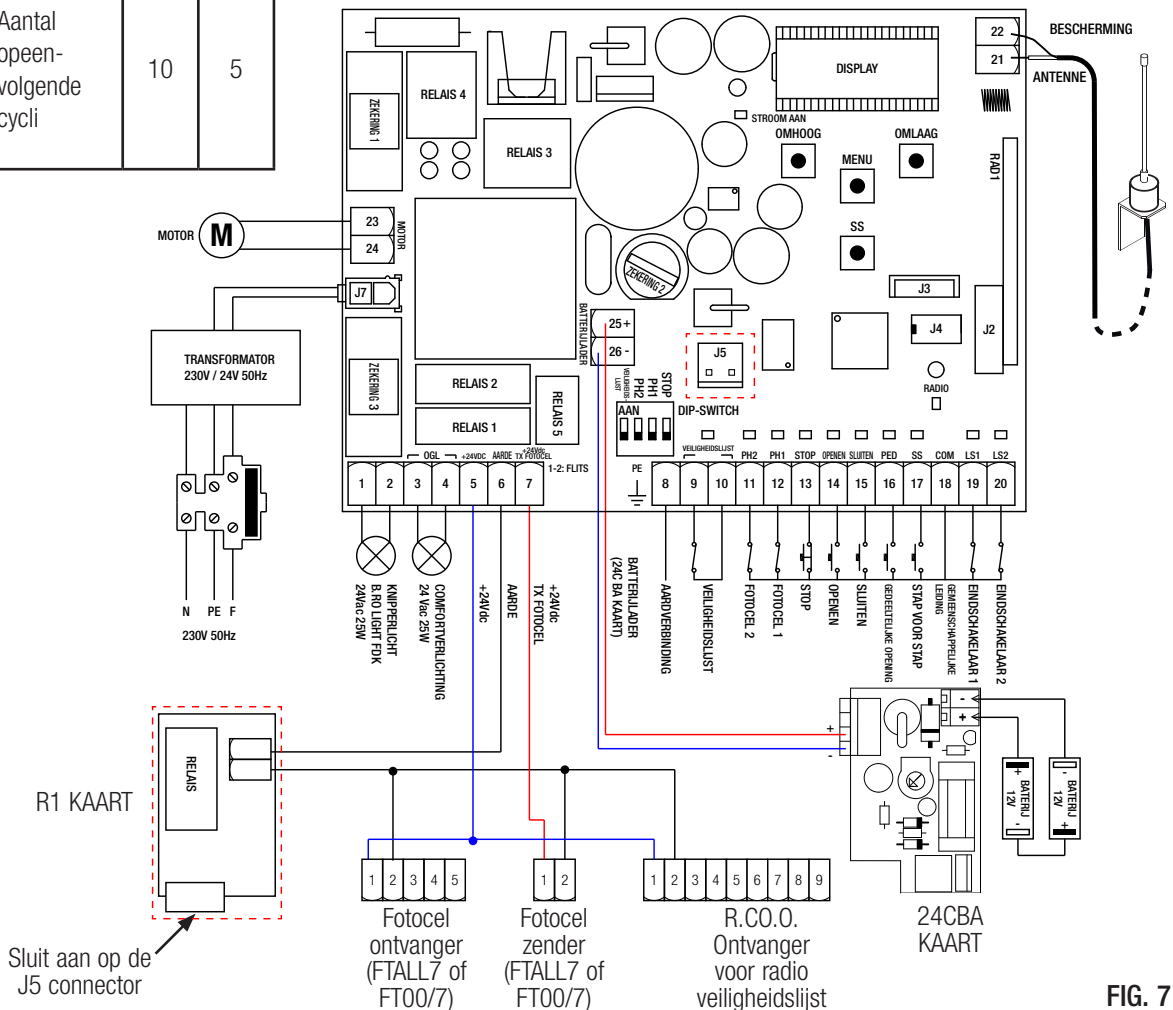 Aantal
opeen-
volgende
cycli
10
5
RELAIS 4
ZEKERING 1
RELAIS 3
DISPLAY
STROOM AAN
OMHOOG
OMLAAG
MENU
SS
22
21
BESCHERMING
ANTENNE
RAD1
MOTOR
M
23
24
MOTOR
J7
ZEKERING 2
TRANSFORMATOR
230V / 24V 50Hz
ZEKERING 3
RELAIS 2
RELAIS 1
RELAIS 5
BATTERIJLADER
25+
26 -
J5
J3
J4
J2
RADIO
VEILIGHEIDS-
LIJST
PH2
PH1
STOP
AAN
DIP-SWITCH
OGL
+24VDC
AARDE
+24Vdc
TX FOTOCEL
1-2: FLITS
PE
VEILIGHEIDSLIJST
PH2
PH1
STOP
OPENEN
SLUITEN
PED
SS
COM
LS1
LS2
1
2
3
4
5
6
7
8
9
10
11
12
13
14
15
16
17
18
19
20
N
PE
F
230V 50Hz
KNIPPERLICHT
B.RO LIGHT FDK
24Vac 25W
COMFORTVERLICHTING
24 Vac 25W
+24Vdc
AARDE
+24Vdc
TX FOTOCEL
BATTERIJLADER
(24C BA KAART)
AARDVERBINDING
VEILIGHEIDSLIJST
FOTOCEL 2
FOTOCEL 1
STOP
OPENEN
SLUITEN
GEDEELTELIJKE OPENING
STAP VOOR STAP
GEMEENSCHAPPELIJKE
LEIDING
EINDSCHAKELAAR 1
EINDSCHAKELAAR 2
R1 KAART
RELAIS
+
-
-
+
+
BATERIJ
12V
-
-
BATERIJ
12V
+
1
2
3
4
5
1
2
1
2
3
4
5
6
7
8
9
Sluit aan op de
J5 connector
Fotocel
ontvanger
(FTALL7 of
FT00/7)
Fotocel
zender
(FTALL7 of
FT00/7)
R.CO.O.
Ontvanger
voor radio
veiligheidslijst
24CBA
KAART
FIG. 7